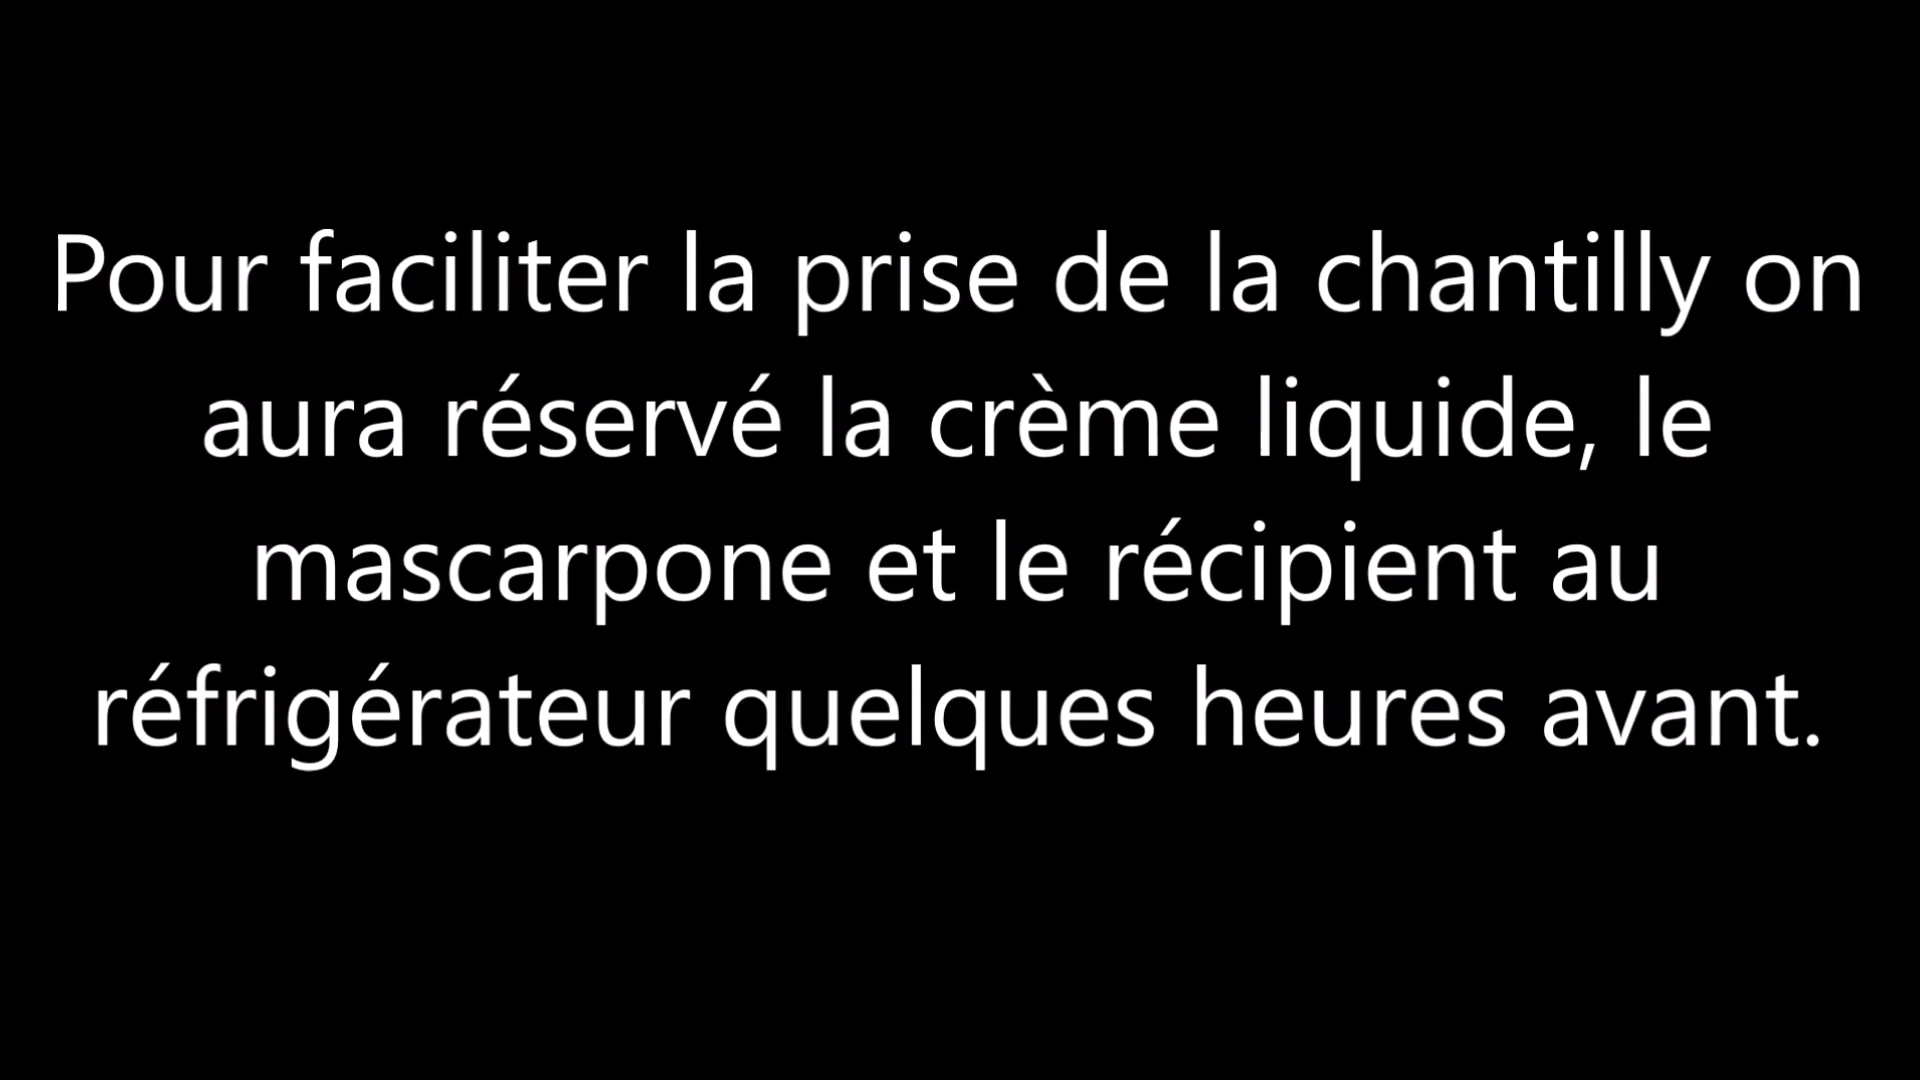 Pour faciliter la prise de la chantilly on
aura réservé la crème liquide, le
mascarpone et le récipient au
réfrigérateur quelques heures avant.